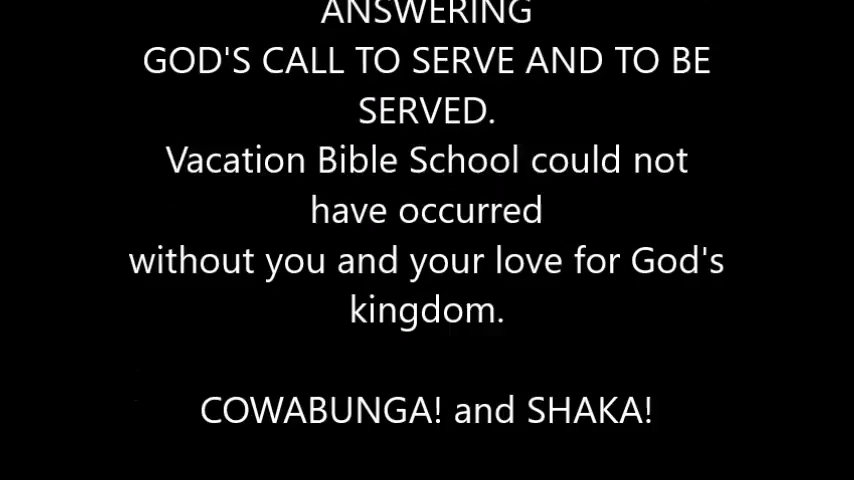 ANSWERING
GOD'S CALL TO SERVE AND TO BE
SERVED.
Vacation Bible School could not
have occurred
without you and your love for God's
kingdom.
COWABUNGA! and SHAKA!